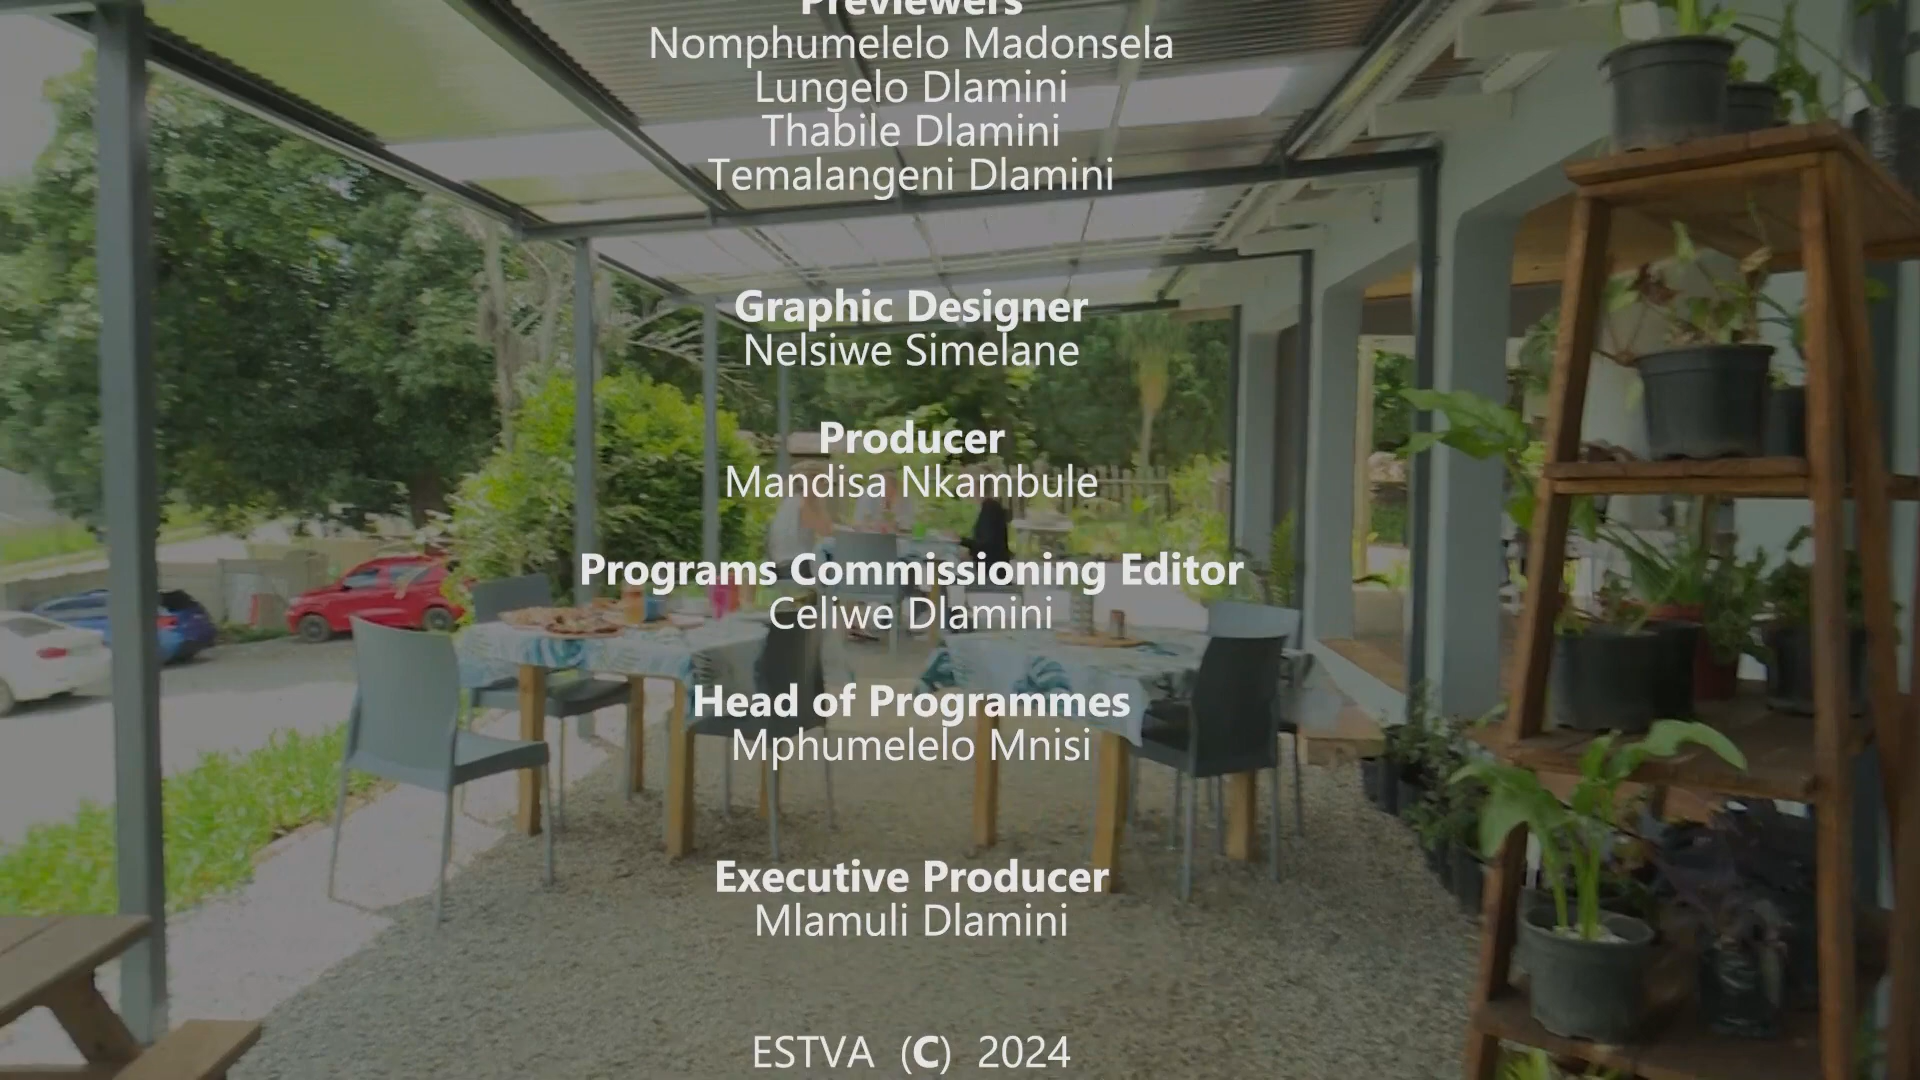 Previewers
Nomphumelelo Madonsela
Lungelo Dlamini
Thabile Dlamini
Temalangeni Dlamini
Graphic Designer
Nelsiwe Simelane
Producer
Mandisa Nkambule
Programs Commissioning Editor
Celiwe Dlamini
Head of Programmes
Mphumelelo Mnisi
Executive Producer
Mlamuli Dlamini
ESTVA (C) 2024